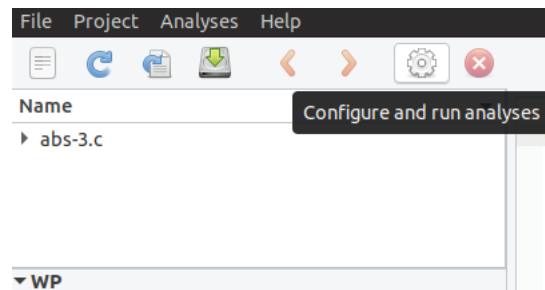 File Project Analyses Help
Name
Configure and run analyses
abs-3.c
WP